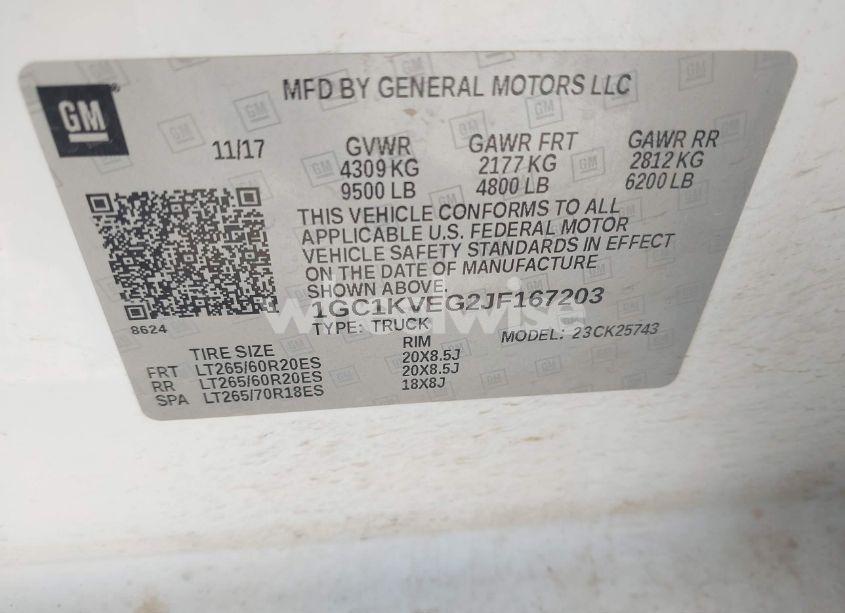 GM
MFD BY GENERAL MOTORS LLC
11/17 GVWR GAWR FRT GAWR RR
4309 KG 2177 KG 2812 KG
9500 LB 4800 LB 6200 LB
THIS VEHICLE CONFORMS TO ALL
APPLICABLE U.S. FEDERAL MOTOR
VEHICLE SAFETY STANDARDS IN EFFECT
ON THE DATE OF MANUFACTURE
SHOWN ABOVE.
1GC1KVEG2JF167203
8624 TYPE: TRUCK MODEL: 23CK25743
TIRE SIZE RIM
FRT LT265/60R20ES 20X8.5J
RR LT265/60R20ES 20X8.5J
SPA LT265/70R18ES 18X8J